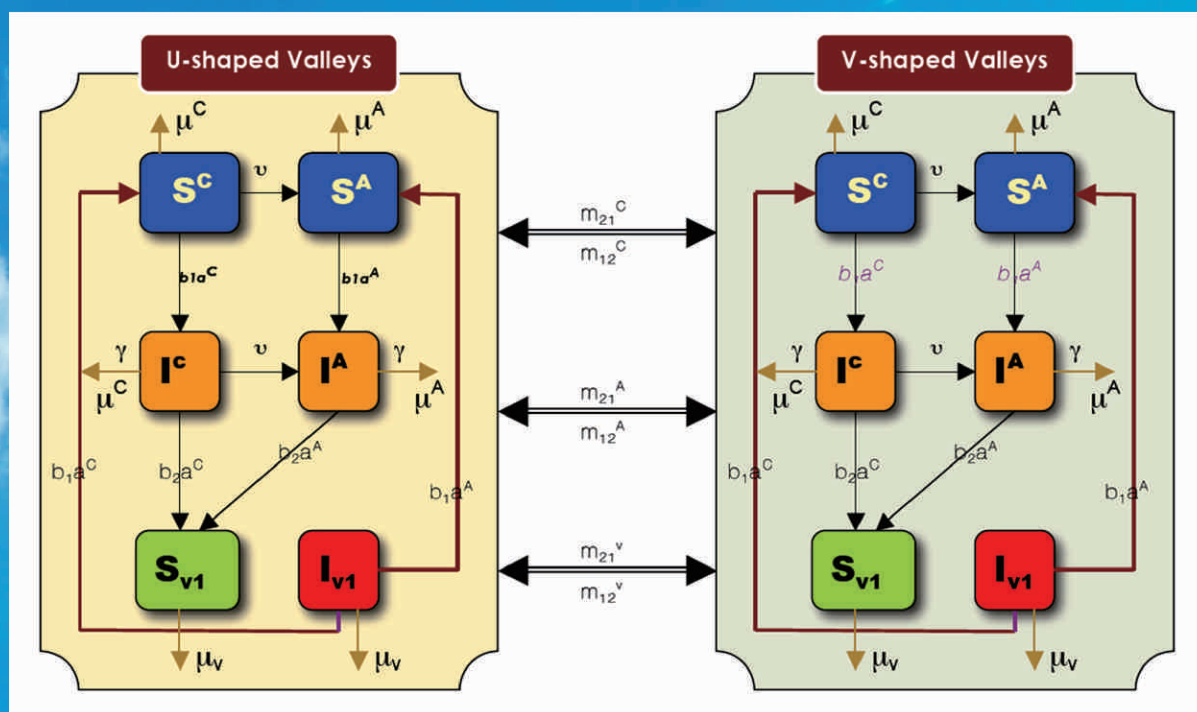 U-shaped Valleys
μ^C
μ^A
S^C
υ
S^A
b1a^C
b1a^A
γ
I^c
υ
I^A
γ
μ^C
μ^A
b₁a^C
b₂a^C
b₂a^A
b₁a^A
S_v1
I_v1
μ_v
μ_v
m₂₁^C
m₁₂^C
m₂₁^A
m₁₂^A
m₂₁^v
m₁₂^v
V-shaped Valleys
μ^C
μ^A
S^C
υ
S^A
b₁a^C
b₁a^A
γ
I^c
υ
I^A
γ
μ^C
μ^A
b₁a^C
b₂a^C
b₂a^A
b₁a^A
S_v1
I_v1
μ_v
μ_v